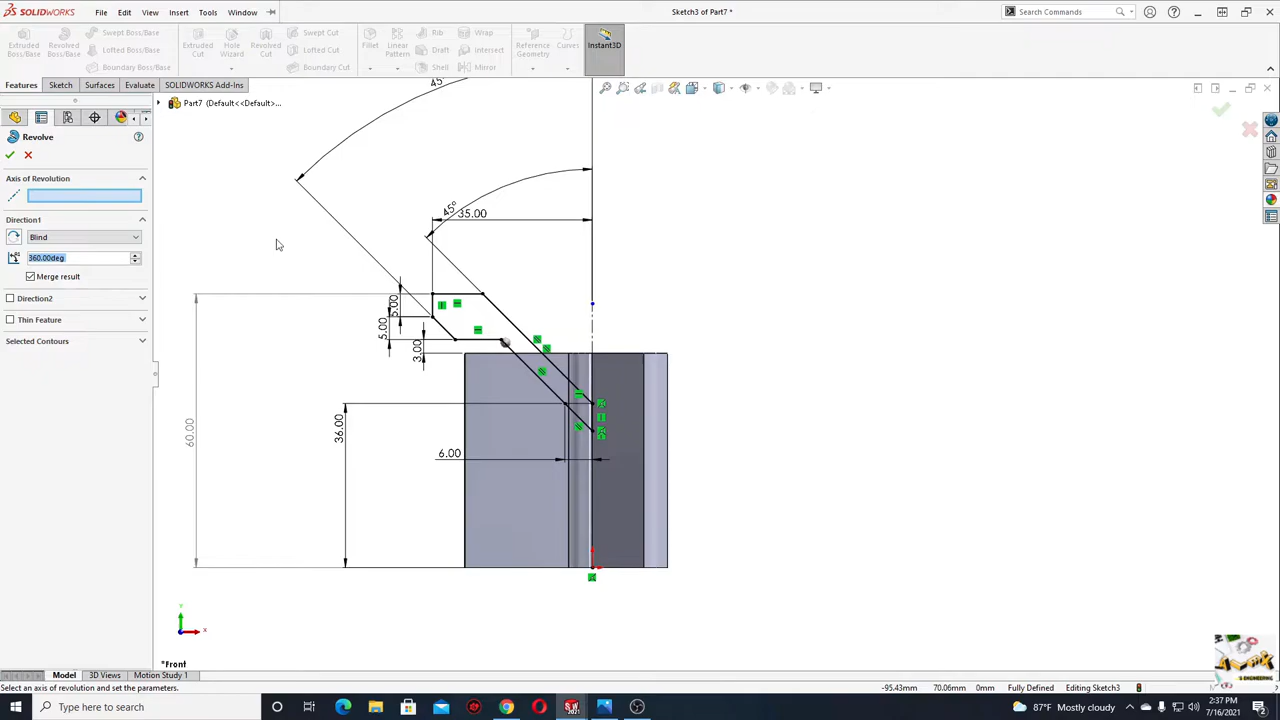 SOLIDWORKS
File Edit View Insert Tools Window
Sketch3 of Part7 *
Search Commands
Extruded Boss/Base
Revolved Boss/Base
Swept Boss/Base
Lofted Boss/Base
Boundary Boss/Base
Extruded Cut
Hole Wizard
Revolved Cut
Swept Cut
Lofted Cut
Boundary Cut
Fillet
Linear Pattern
Rib
Draft
Shell
Wrap
Intersect
Mirror
Reference Geometry
Curves
Instant3D
Features Sketch Surfaces Evaluate SOLIDWORKS Add-Ins
Part7 (Default<<Default>...
Revolve
Axis of Revolution
Direction1
Blind
360.00deg
Merge result
Direction2
Thin Feature
Selected Contours
45
45°
35.00
5.00
5.00
3.00
60.00
36.00
6.00
Y
X
*Front
Model 3D Views Motion Study 1
Select an axis of revolution and set the parameters.
-95.43mm 70.06mm 0mm Fully Defined Editing Sketch3
Type here to search
SW
2021
87°F Mostly cloudy
2:37 PM
7/16/2021